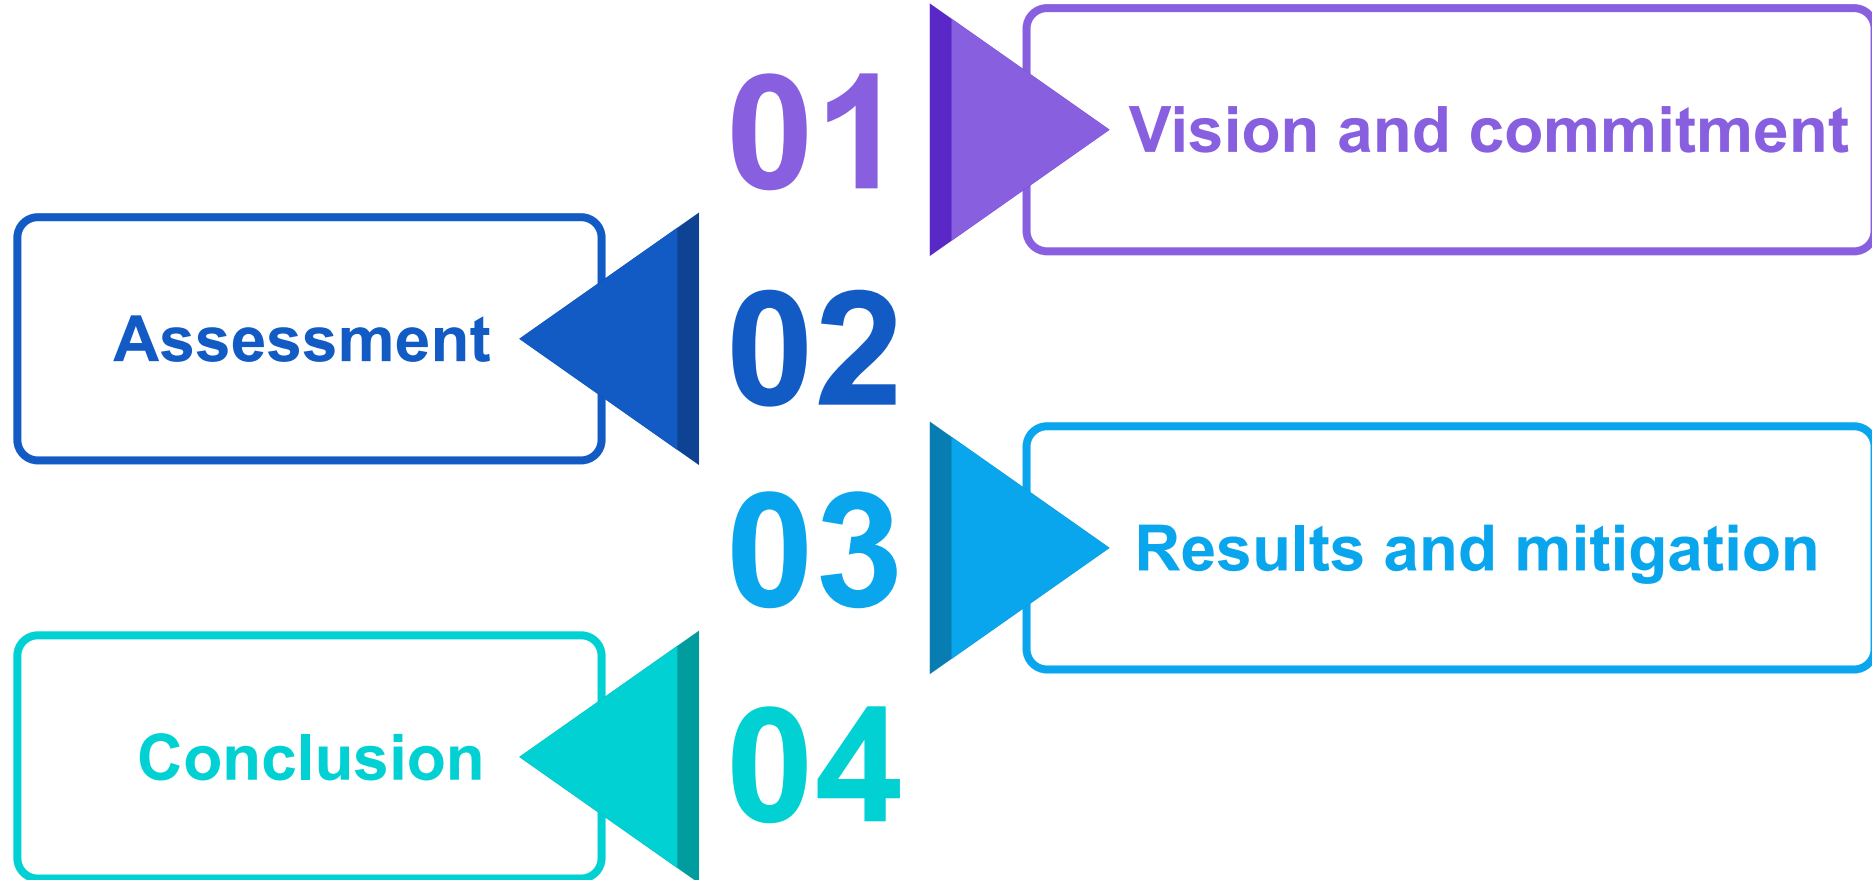 01
Vision and commitment
Assessment
02
03
Results and mitigation
Conclusion
04